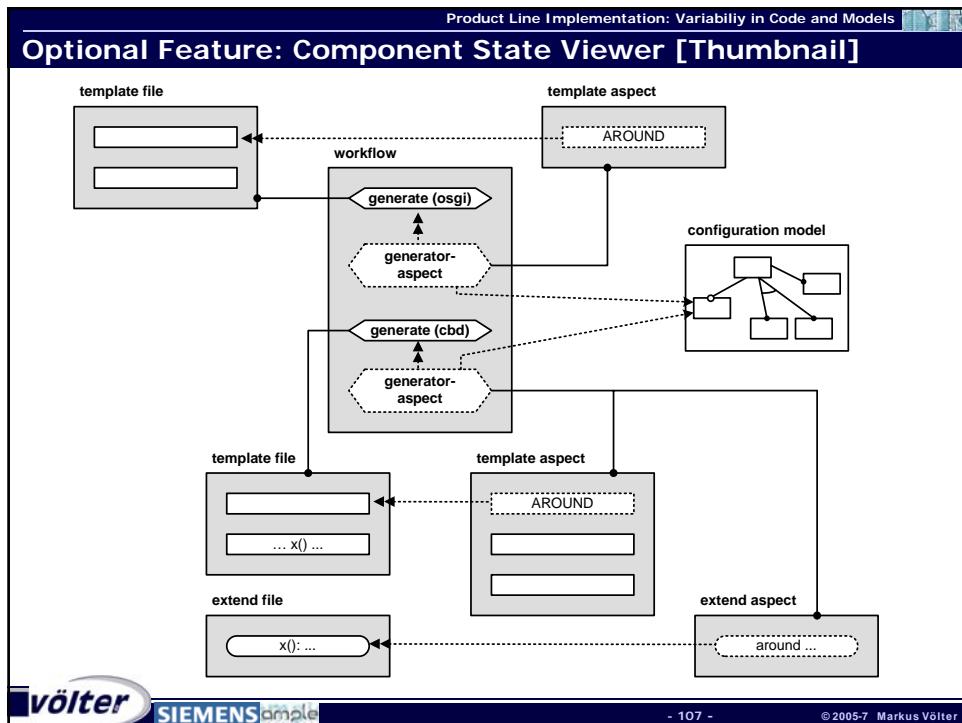 Product Line Implementation: Variabiliy in Code and Models
Optional Feature: Component State Viewer [Thumbnail]
template file
template aspect
AROUND
workflow
generate (osgi)
generator-
aspect
configuration model
generate (cbd)
generator-
aspect
template file
template aspect
AROUND
... x() ...
extend file
extend aspect
x(): ...
around ...
völter
SIEMENS ample
- 107 -
© 2005-7 Markus Völter